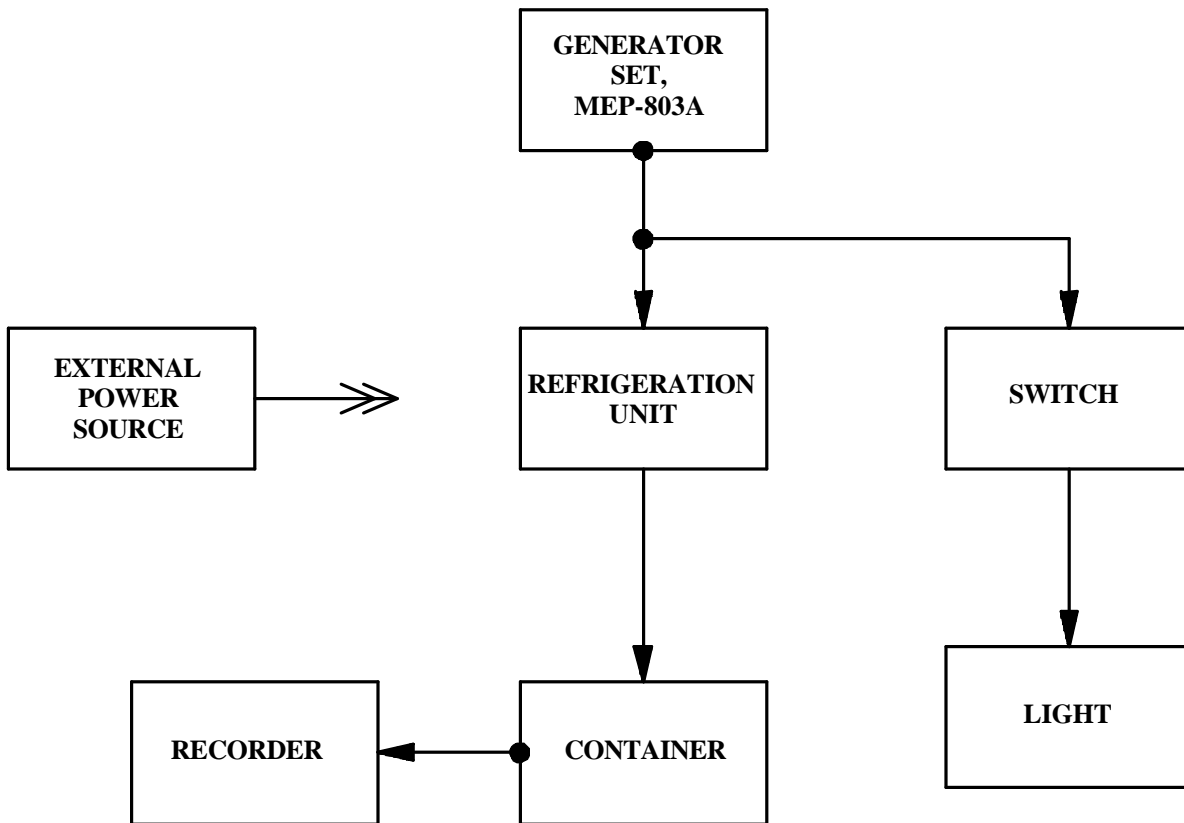 GENERATOR
SET,
MEP-803A
EXTERNAL
POWER
SOURCE
REFRIGERATION
UNIT
SWITCH
RECORDER
CONTAINER
LIGHT